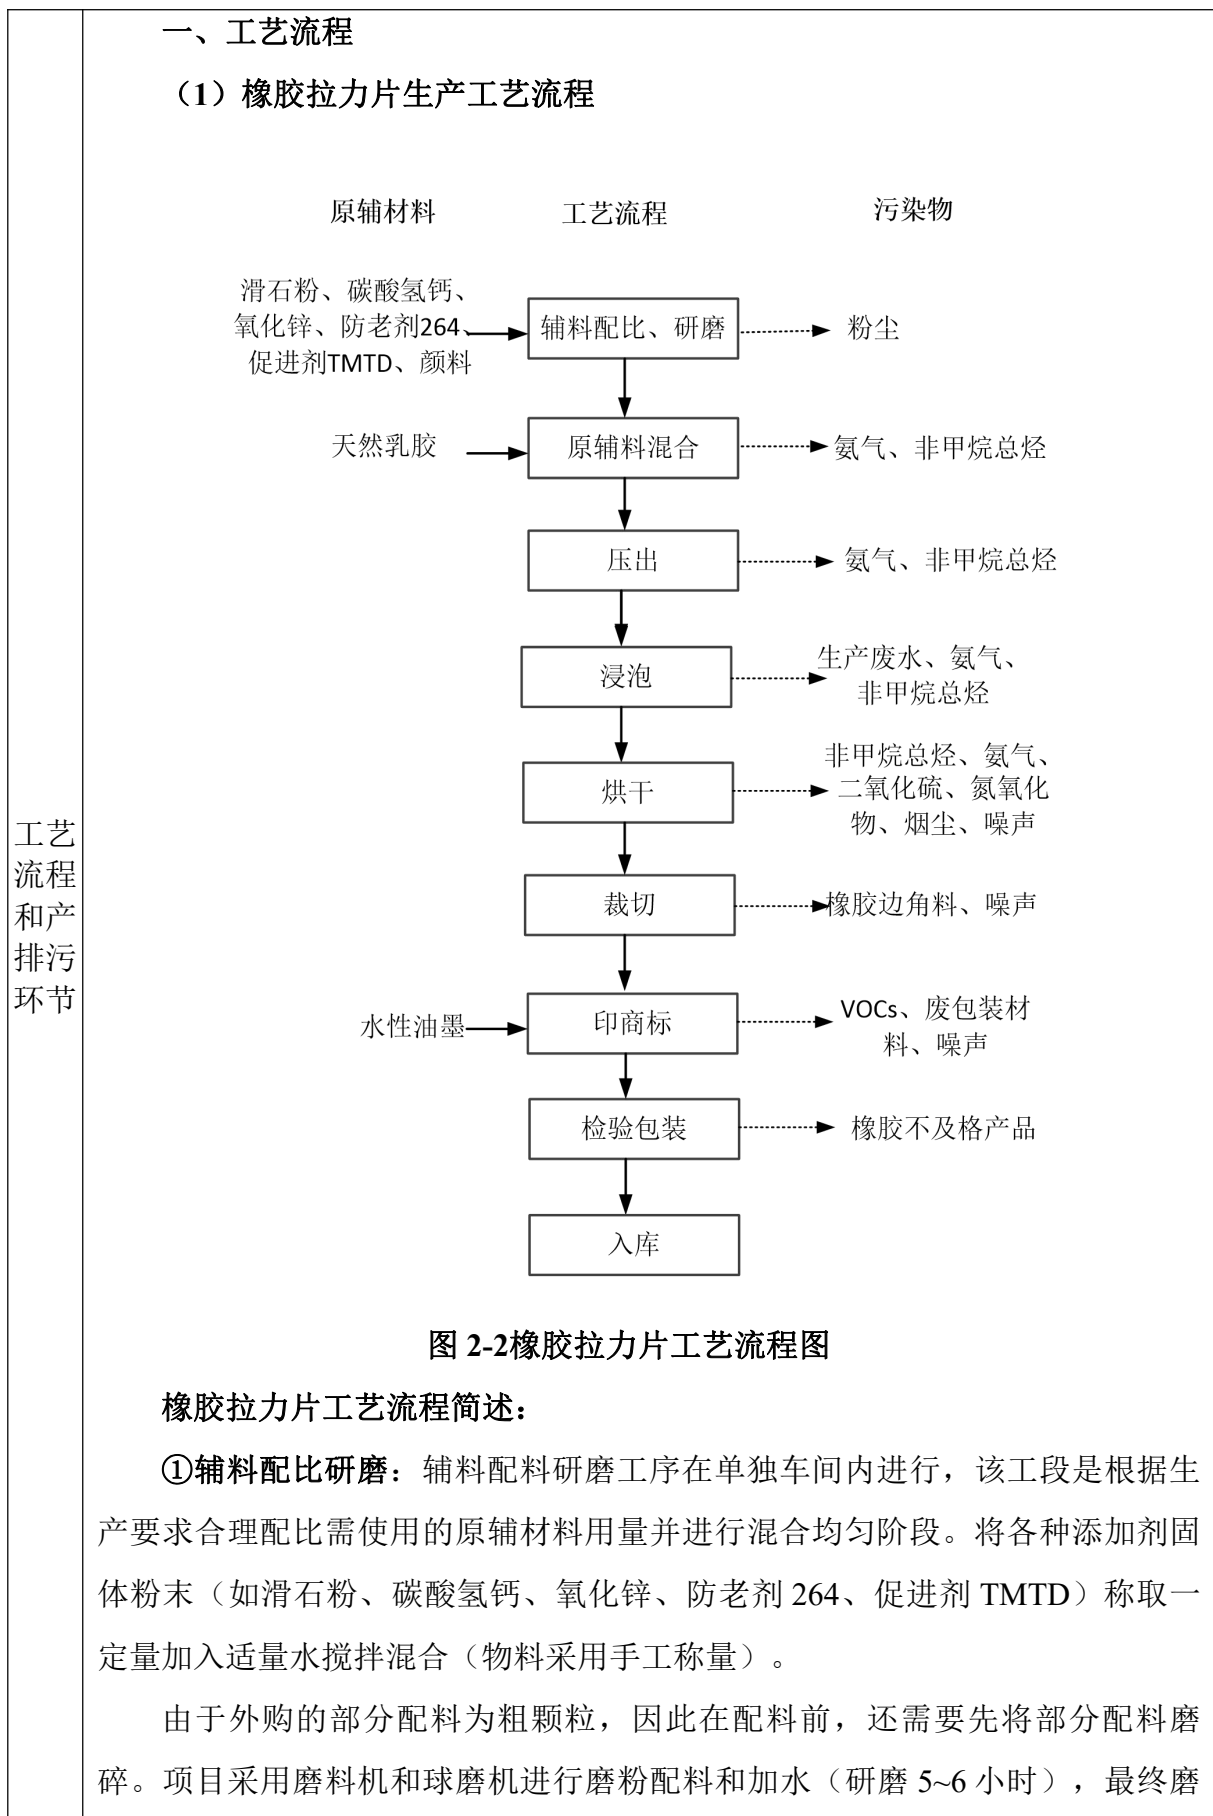 一、工艺流程
（1）橡胶拉力片生产工艺流程
原辅材料 工艺流程 污染物
滑石粉、碳酸氢钙、
氧化锌、防老剂264、
促进剂TMTD、颜料
辅料配比、研磨
粉尘
天然乳胶
原辅料混合
氨气、非甲烷总烃
压出
氨气、非甲烷总烃
浸泡
生产废水、氨气、
非甲烷总烃
烘干
非甲烷总烃、氨气、
二氧化硫、氮氧化
物、烟尘、噪声
裁切
橡胶边角料、噪声
水性油墨
印商标
VOCs、废包装材
料、噪声
检验包装
橡胶不及格产品
入库
工艺
流程
和产
排污
环节
图 2-2橡胶拉力片工艺流程图
橡胶拉力片工艺流程简述：
①辅料配比研磨：辅料配料研磨工序在单独车间内进行，该工段是根据生
产要求合理配比需使用的原辅材料用量并进行混合均匀阶段。将各种添加剂固
体粉末（如滑石粉、碳酸氢钙、氧化锌、防老剂 264、促进剂 TMTD）称取一
定量加入适量水搅拌混合（物料采用手工称量）。
由于外购的部分配料为粗颗粒，因此在配料前，还需要先将部分配料磨
碎。项目采用磨料机和球磨机进行磨粉配料和加水（研磨 5~6 小时），最终磨